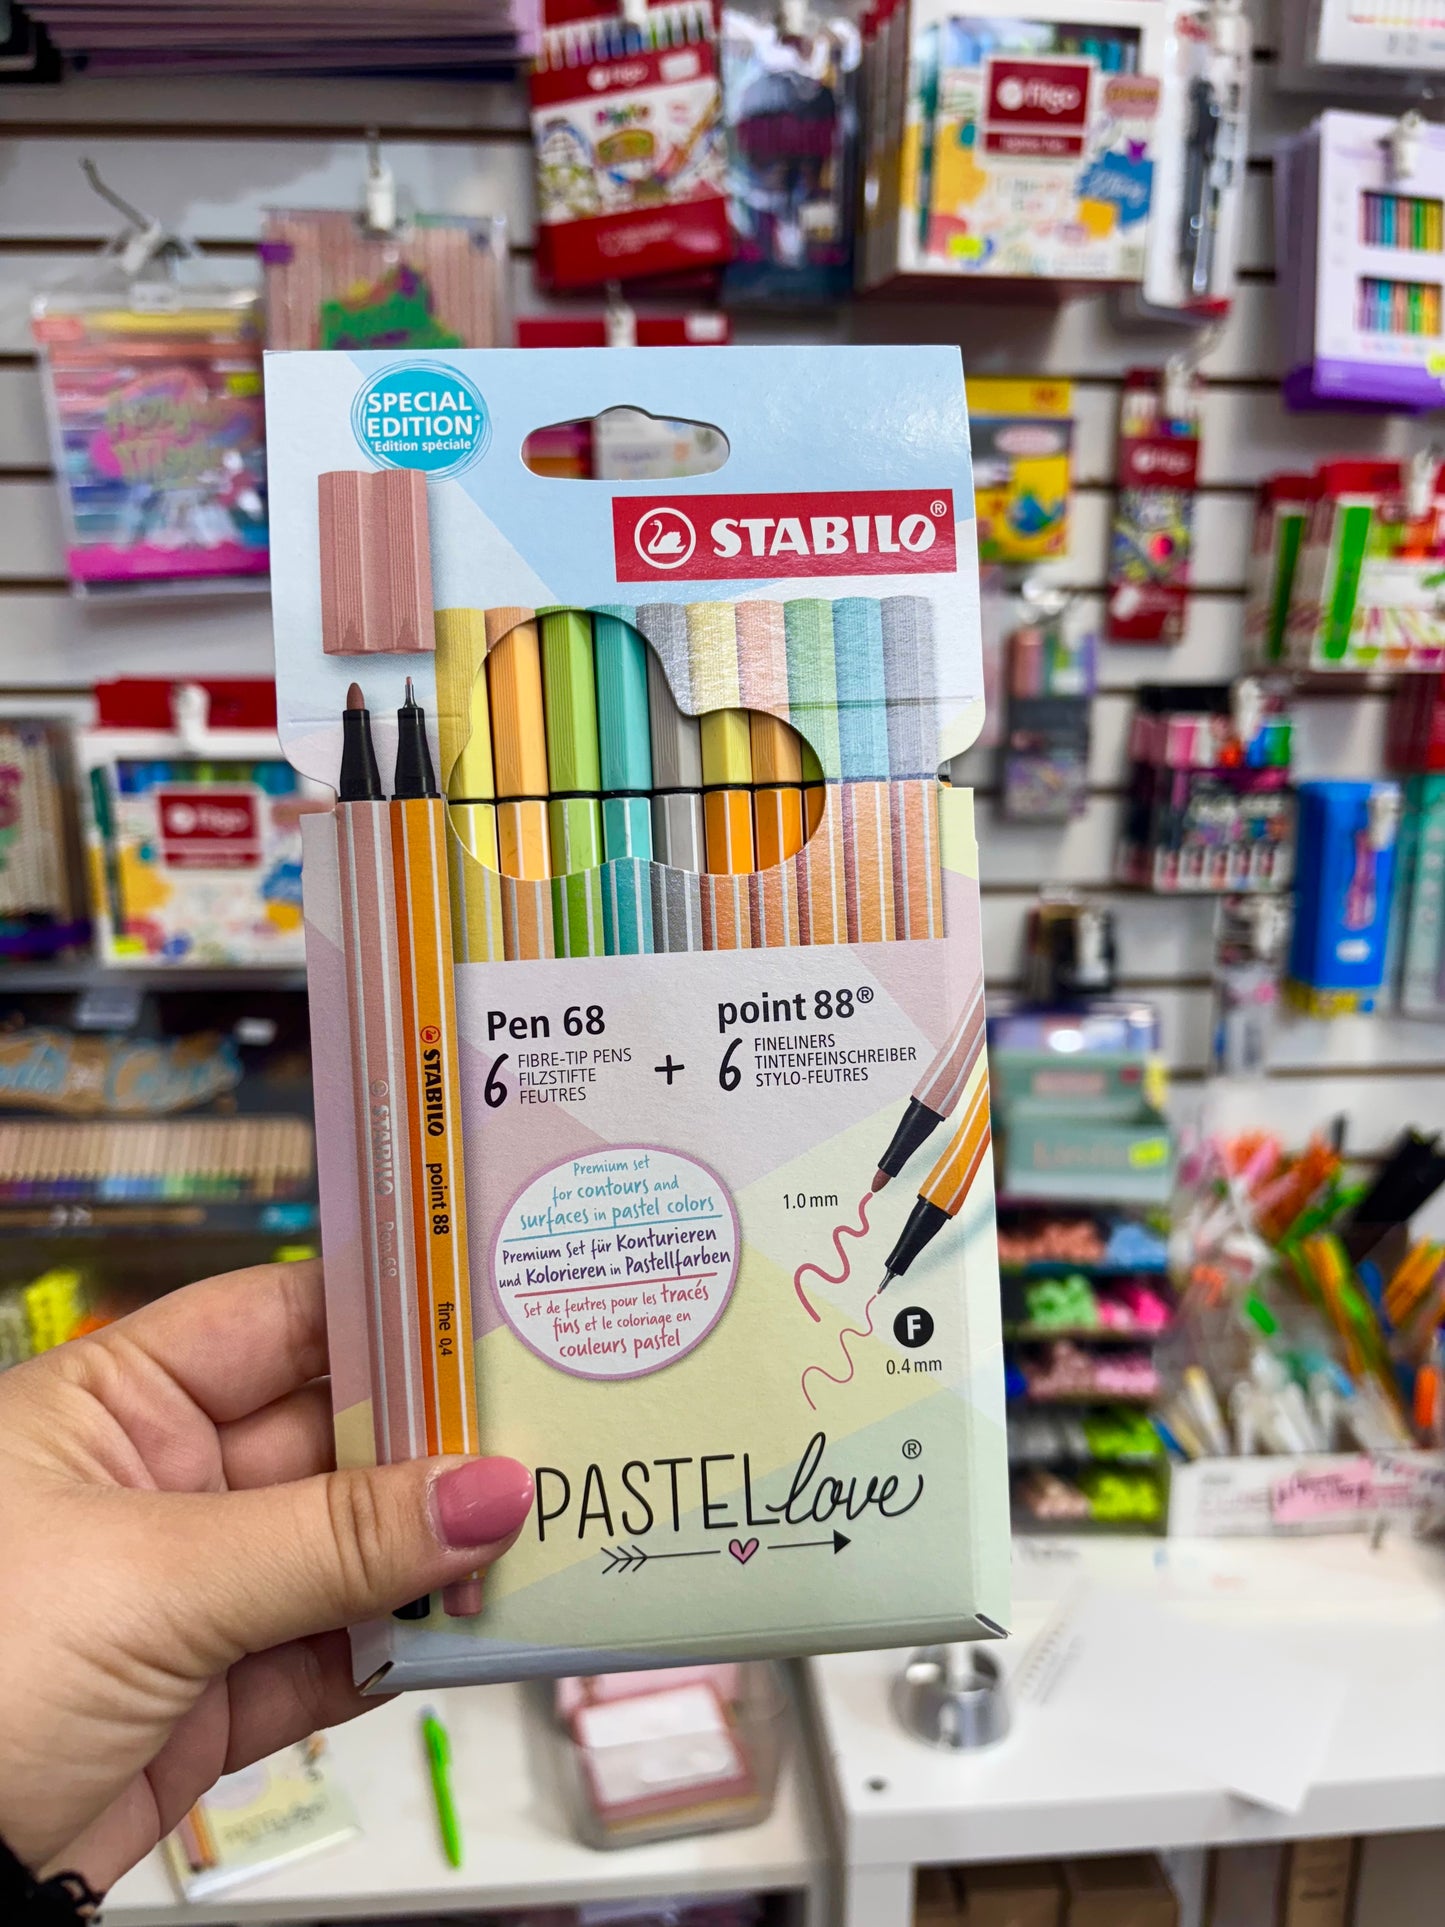 SPECIAL
EDITION*
*Edition spéciale
STABILO®
Pen 68
6 FIBRE-TIP PENS
FILZSTIFTE
FEUTRES
+
point 88®
6 FINELINERS
TINTENFEINSCHREIBER
STYLO-FEUTRES
STABILO Pen 68
STABILO point 88 fine 0,4
Premium set
for contours and
surfaces in pastel colors
Premium Set für Konturieren
und Kolorieren in Pastellfarben
Set de feutres pour les tracés
fins et le coloriage en
couleurs pastel
1.0 mm
F
0.4 mm
PASTELlove®
filgo
filgo
filgo